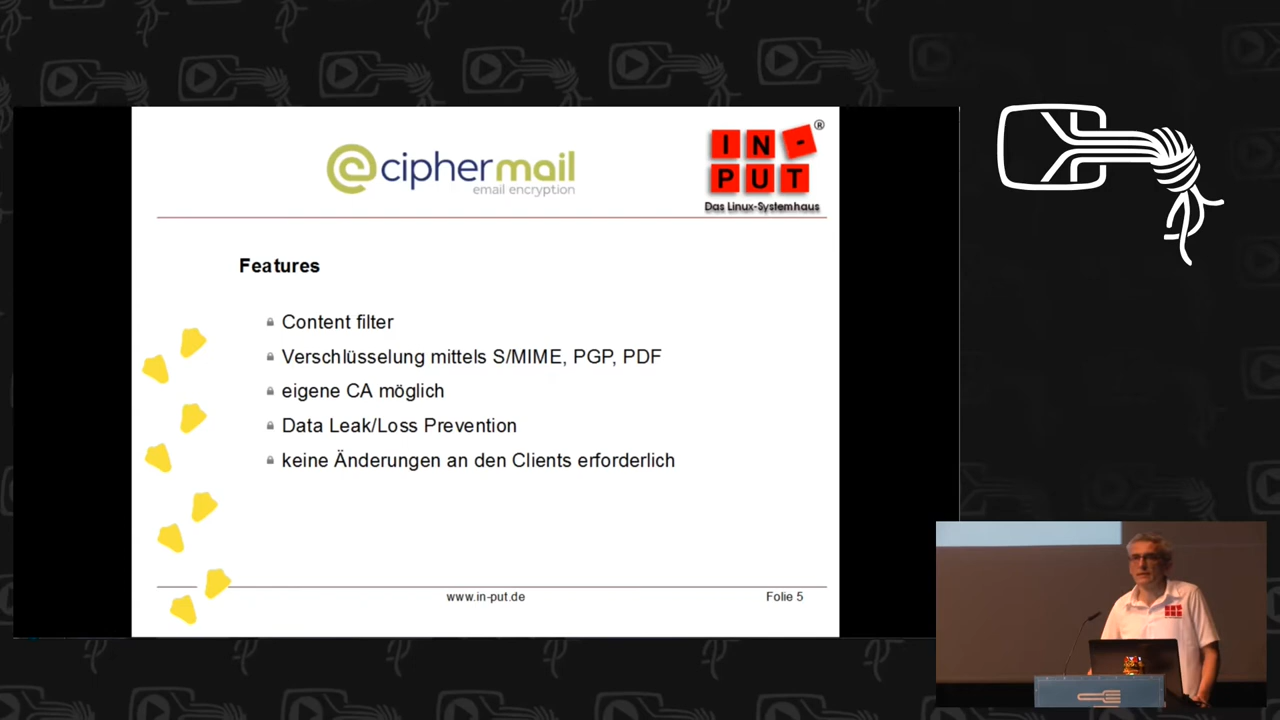 ciphermail
email encryption
IN-
PUT
®
Das Linux-Systemhaus
Features
Content filter
Verschlüsselung mittels S/MIME, PGP, PDF
eigene CA möglich
Data Leak/Loss Prevention
keine Änderungen an den Clients erforderlich
www.in-put.de
Folie 5